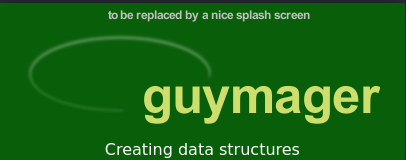 to be replaced by a nice splash screen
guymager
Creating data structures